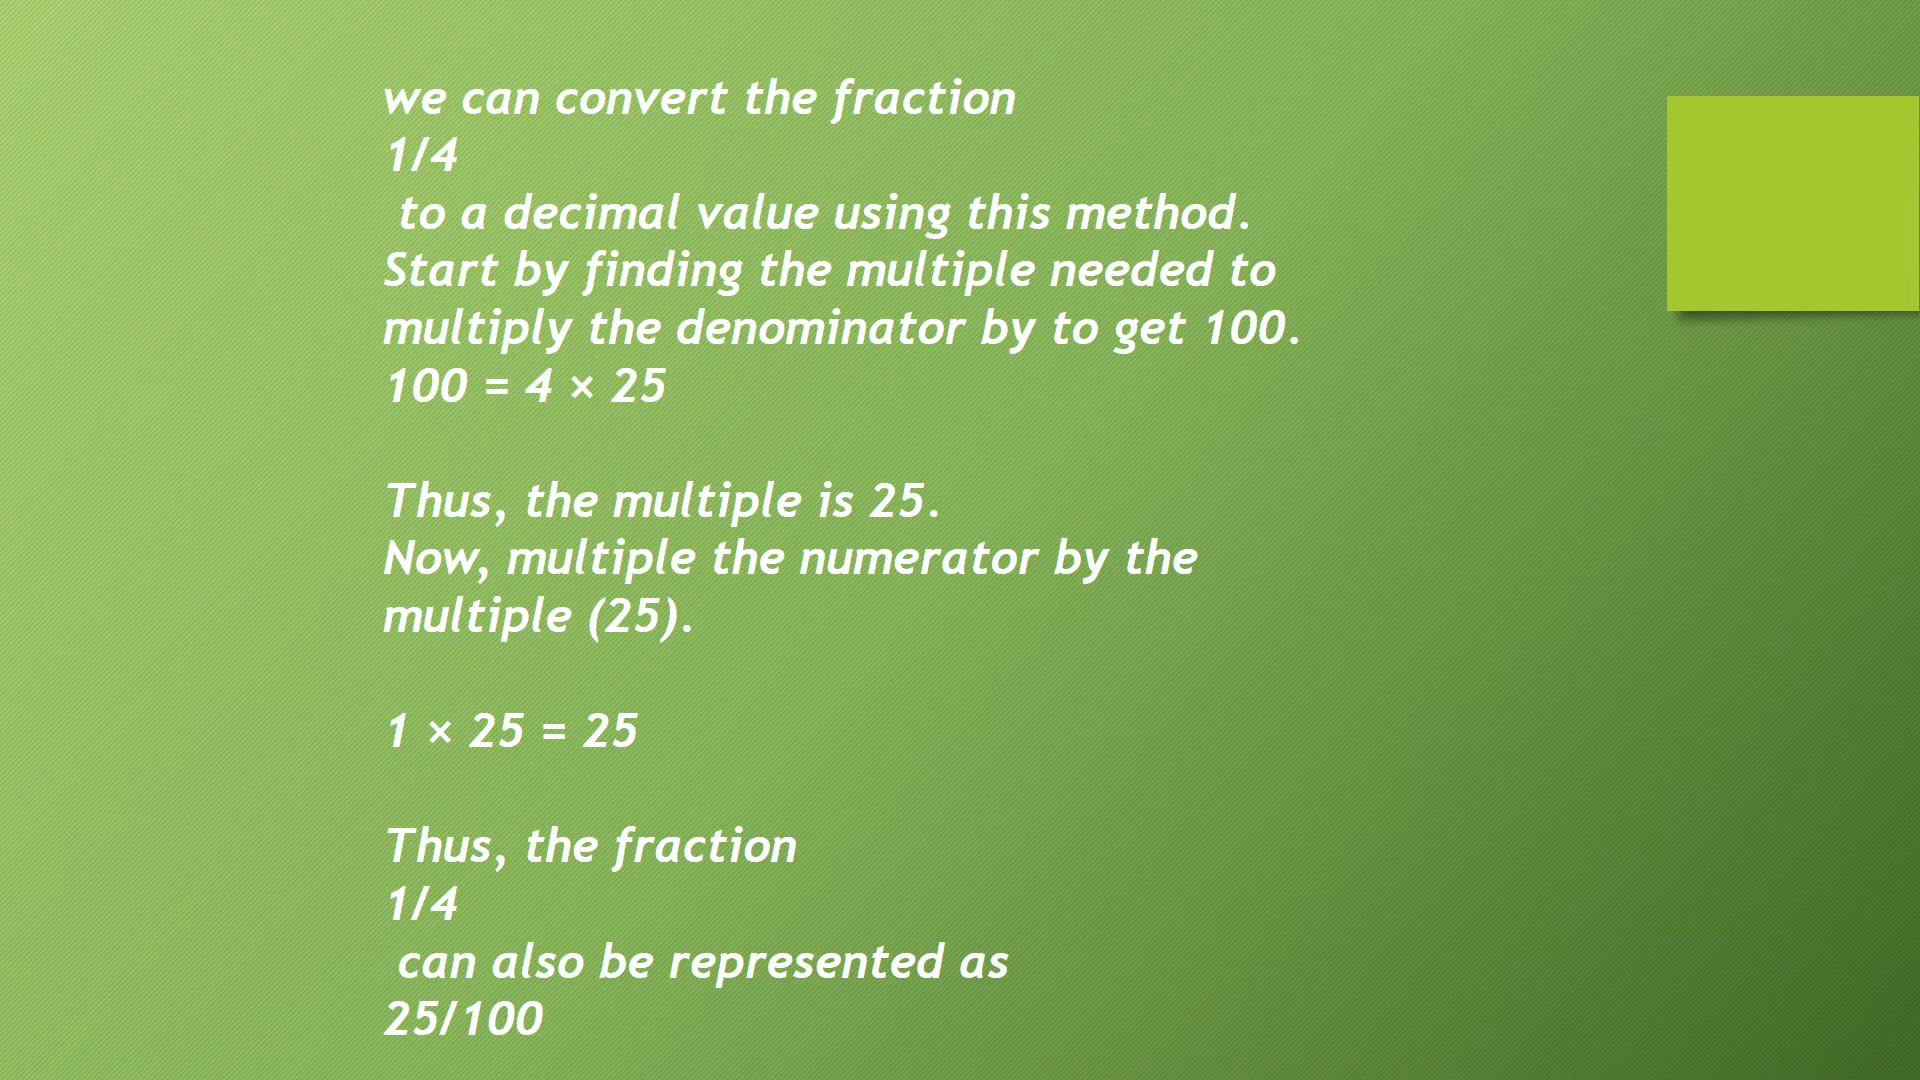 we can convert the fraction
1/4
to a decimal value using this method.
Start by finding the multiple needed to
multiply the denominator by to get 100.
100 = 4 × 25
Thus, the multiple is 25.
Now, multiple the numerator by the
multiple (25).
1 × 25 = 25
Thus, the fraction
1/4
can also be represented as
25/100